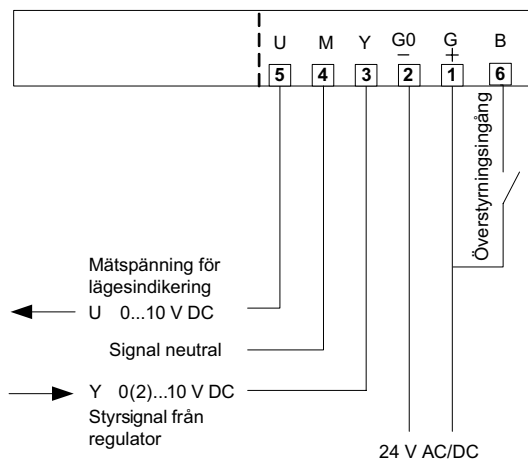 U M Y G0 G B
– +
5 4 3 2 1 6
Överstyrningsingång
Mätspänning för
lägesindikering
U 0...10 V DC
Signal neutral
Y 0(2)...10 V DC
Styrsignal från
regulator
24 V AC/DC